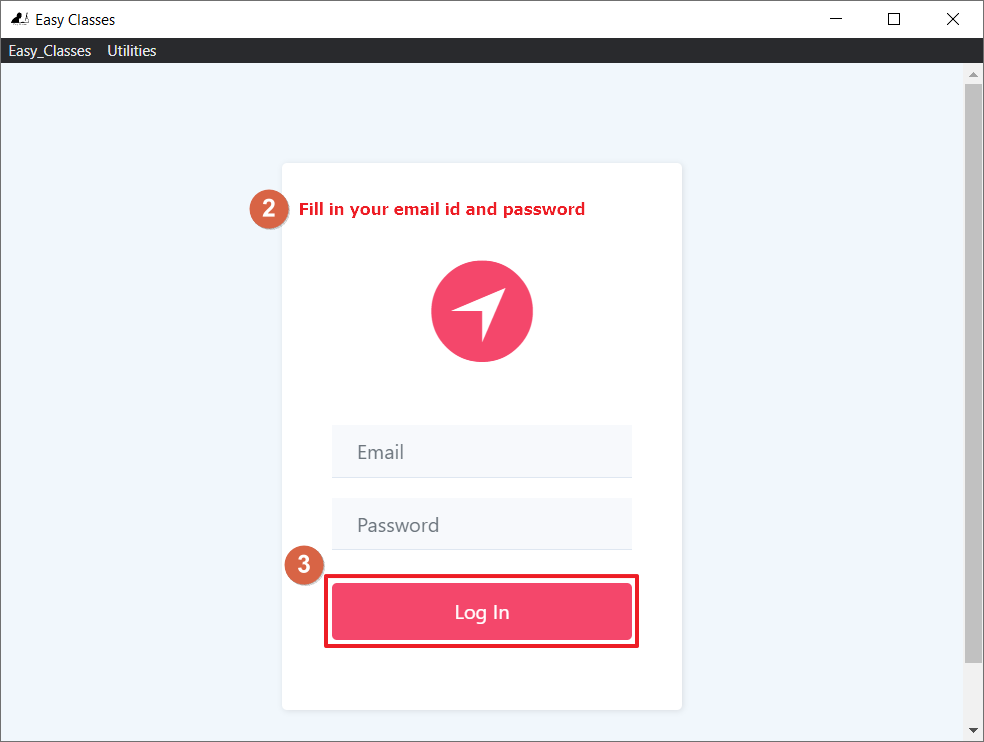 Easy Classes
Easy_Classes Utilities
2 Fill in your email id and password
Email
Password
3
Log In